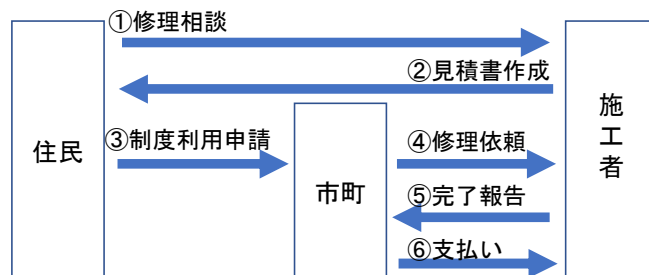 ①修理相談
②見積書作成
住民
③制度利用申請
市町
④修理依頼
⑤完了報告
⑥支払い
施工者